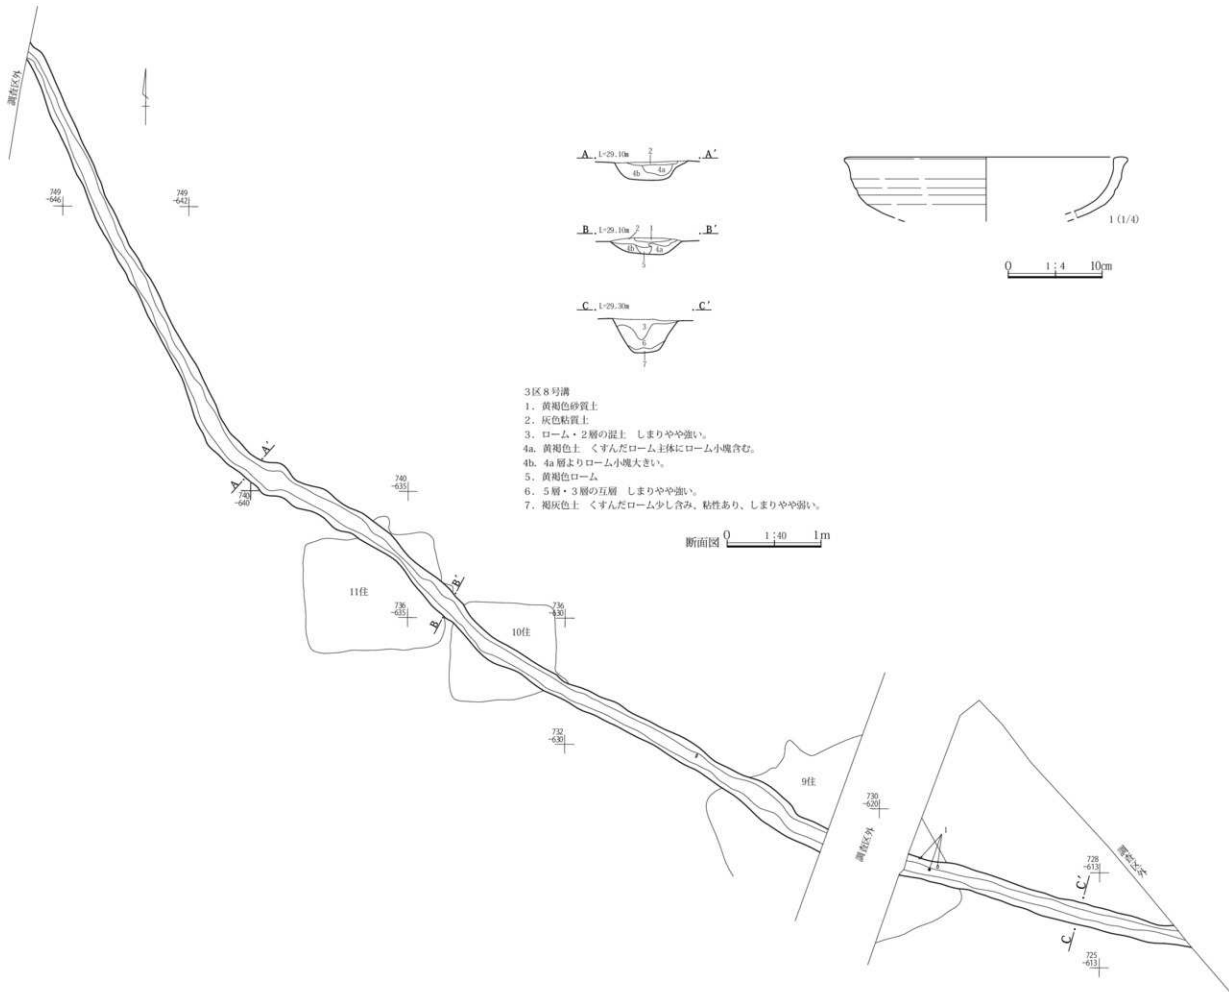 調査区外
749
-646
749
-642
A L=29.10m A′
2
4a
4b
B L=29.10m B′
2 1
4b 4a
5
C L=29.30m C′
3
6
7
1 (1/4)
0 1:4 10cm
3区8号溝
1. 黄褐色砂質土
2. 灰色粘質土
3. ローム・2層の混土 しまりやや強い。
4a. 黄褐色土 くすんだローム主体にローム小塊含む。
4b. 4a層よりローム小塊大きい。
5. 黄褐色ローム
6. 5層・3層の互層 しまりやや強い。
7. 褐灰色土 くすんだローム少し含み、粘性あり、しまりやや弱い。
断面図 0 1:40 1m
A′
A
740
-640
740
-635
11住
736
-635
B′
B
10住
736
-630
732
-630
9住
730
-620
調査区外
1
調査区外
728
-613
C′
C
725
-613